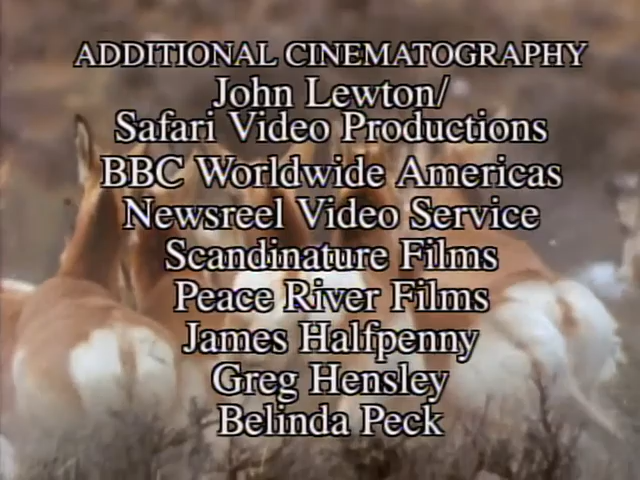 ADDITIONAL CINEMATOGRAPHY
John Lewton/
Safari Video Productions
BBC Worldwide Americas
Newsreel Video Service
Scandinature Films
Peace River Films
James Halfpenny
Greg Hensley
Belinda Peck